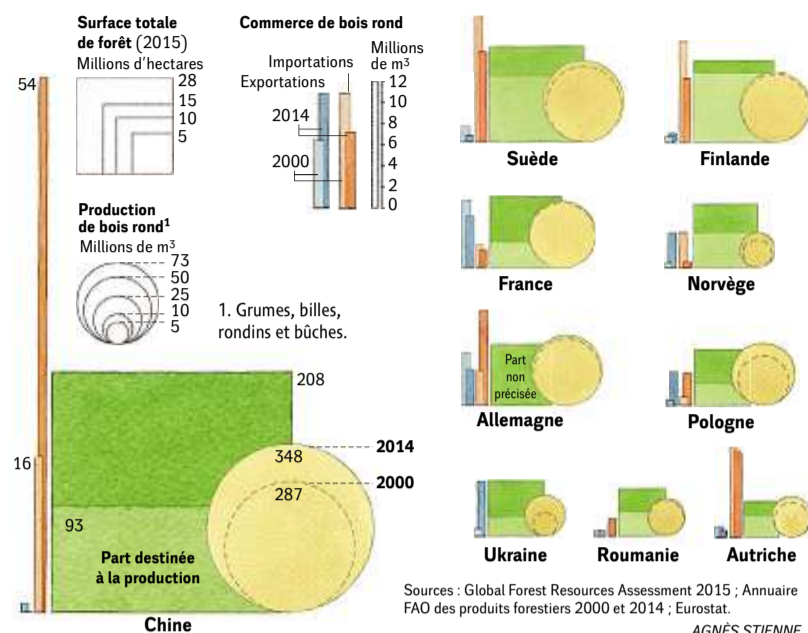 Surface totale
de forêt (2015)
Millions d'hectares
28
15
10
5
Production
de bois rond¹
Millions de m³
73
50
25
10
5
Commerce de bois rond
Importations
Exportations
2014
2000
Millions
de m³
12
10
8
6
4
2
0
1. Grumes, billes,
rondins et bûches.
54
16
208
2014
348
2000
287
93
Part destinée
à la production
Chine
Suède
Finlande
France
Norvège
Part
non
précisée
Allemagne
Pologne
Ukraine
Roumanie
Autriche
Sources : Global Forest Resources Assessment 2015 ; Annuaire
FAO des produits forestiers 2000 et 2014 ; Eurostat.
AGNÈS STIENNE